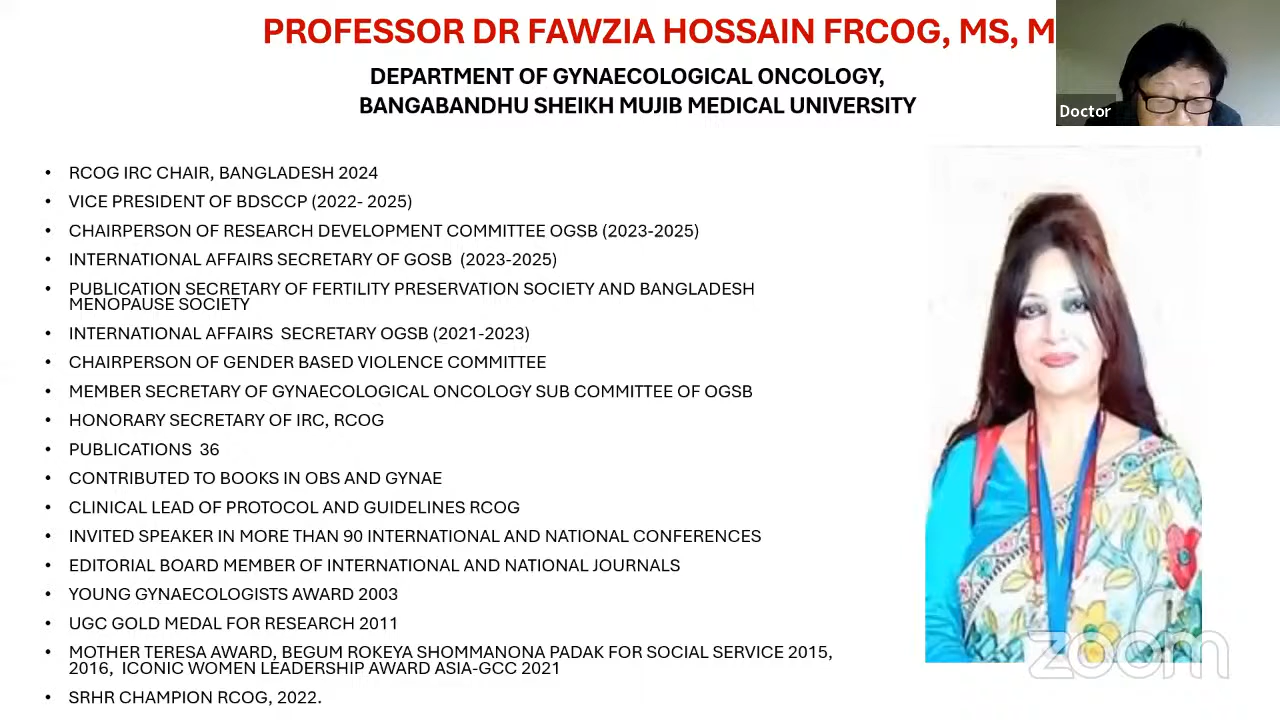 PROFESSOR DR FAWZIA HOSSAIN FRCOG, MS, M
DEPARTMENT OF GYNAECOLOGICAL ONCOLOGY,
BANGABANDHU SHEIKH MUJIB MEDICAL UNIVERSITY
Doctor
• RCOG IRC CHAIR, BANGLADESH 2024
• VICE PRESIDENT OF BDSCCP (2022- 2025)
• CHAIRPERSON OF RESEARCH DEVELOPMENT COMMITTEE OGSB (2023-2025)
• INTERNATIONAL AFFAIRS SECRETARY OF GOSB (2023-2025)
• PUBLICATION SECRETARY OF FERTILITY PRESERVATION SOCIETY AND BANGLADESH
MENOPAUSE SOCIETY
• INTERNATIONAL AFFAIRS SECRETARY OGSB (2021-2023)
• CHAIRPERSON OF GENDER BASED VIOLENCE COMMITTEE
• MEMBER SECRETARY OF GYNAECOLOGICAL ONCOLOGY SUB COMMITTEE OF OGSB
• HONORARY SECRETARY OF IRC, RCOG
• PUBLICATIONS 36
• CONTRIBUTED TO BOOKS IN OBS AND GYNAE
• CLINICAL LEAD OF PROTOCOL AND GUIDELINES RCOG
• INVITED SPEAKER IN MORE THAN 90 INTERNATIONAL AND NATIONAL CONFERENCES
• EDITORIAL BOARD MEMBER OF INTERNATIONAL AND NATIONAL JOURNALS
• YOUNG GYNAECOLOGISTS AWARD 2003
• UGC GOLD MEDAL FOR RESEARCH 2011
• MOTHER TERESA AWARD, BEGUM ROKEYA SHOMMANONA PADAK FOR SOCIAL SERVICE 2015,
2016, ICONIC WOMEN LEADERSHIP AWARD ASIA-GCC 2021
• SRHR CHAMPION RCOG, 2022.
zoom